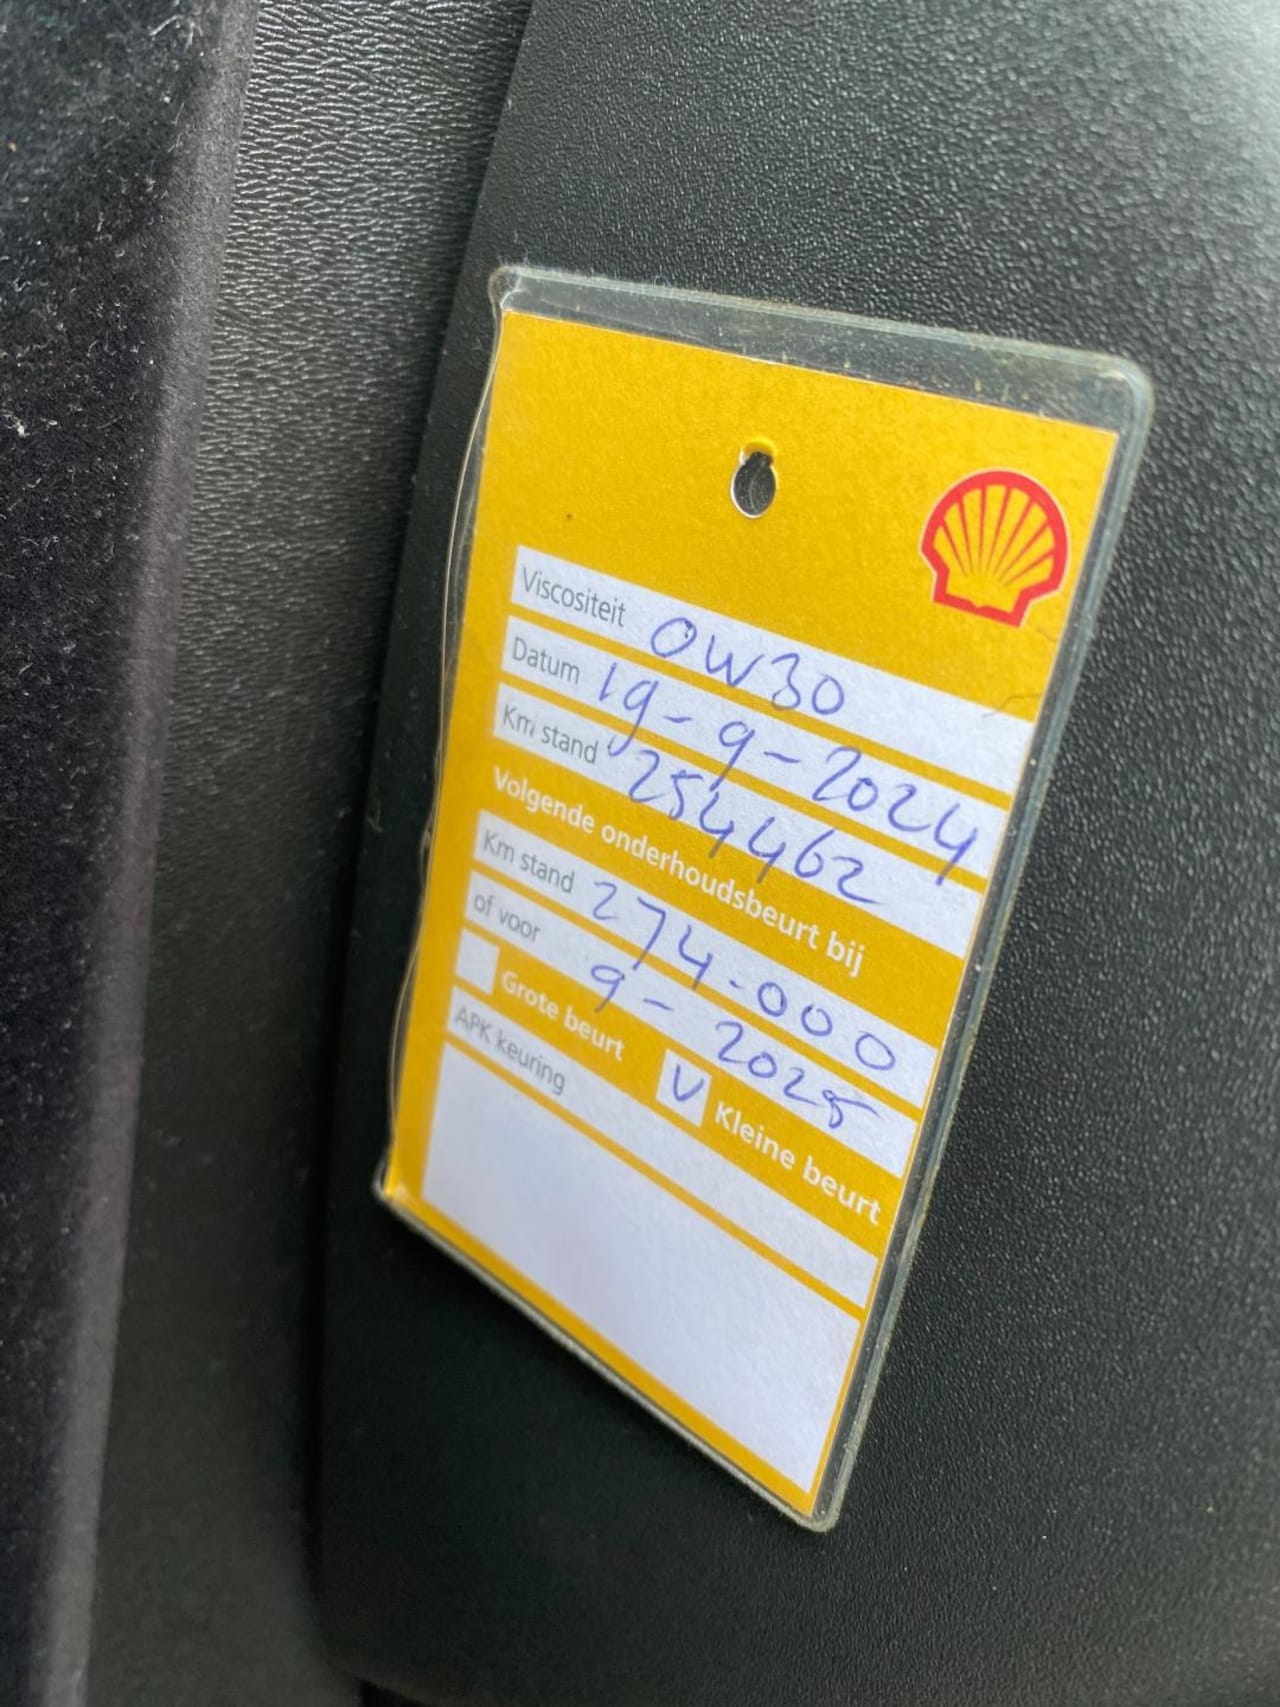 Viscositeit 0W30
Datum 19-9-2024
Km stand 254462
Volgende onderhoudsbeurt bij
Km stand 274.000
of voor 9-2025
Grote beurt V Kleine beurt
APK keuring